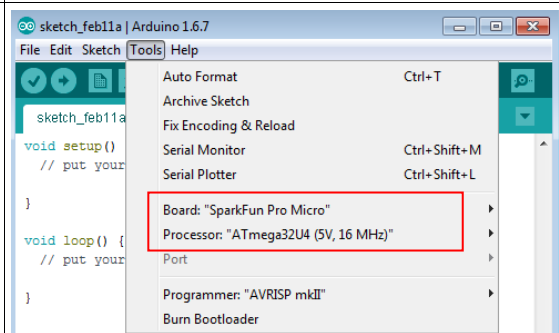 sketch_feb11a | Arduino 1.6.7
File Edit Sketch Tools Help
Auto Format Ctrl+T
Archive Sketch
sketch_feb11a
Fix Encoding & Reload
void setup()
Serial Monitor Ctrl+Shift+M
// put your
Serial Plotter Ctrl+Shift+L
}
Board: "SparkFun Pro Micro"
void loop() {
Processor: "ATmega32U4 (5V, 16 MHz)"
// put your
Port
}
Programmer: "AVRISP mkII"
Burn Bootloader